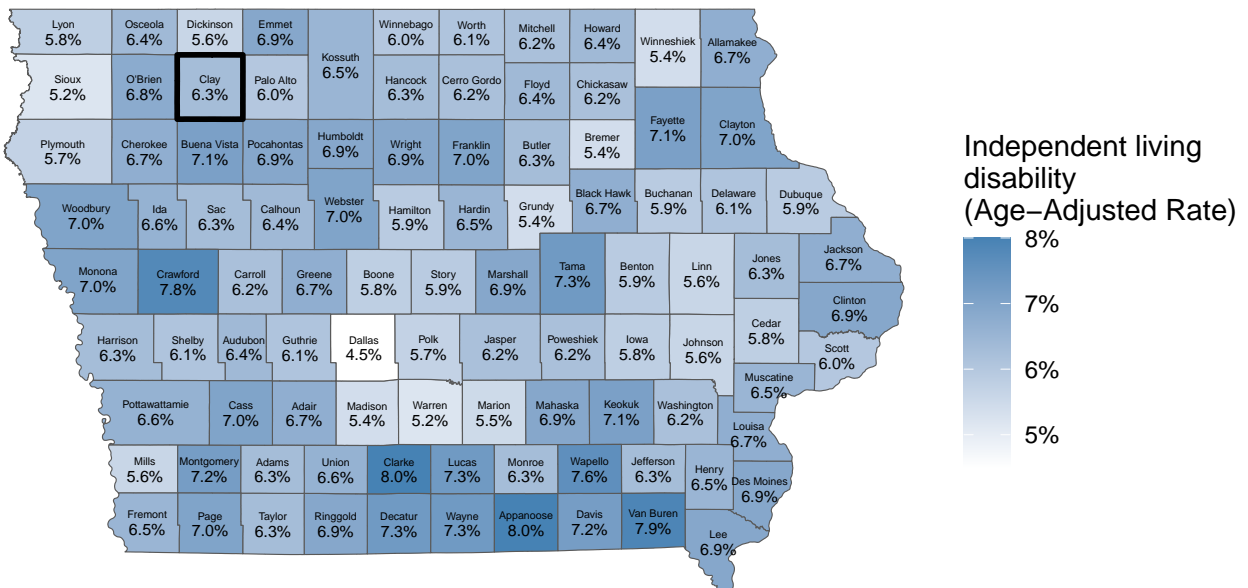 Lyon
5.8%
Osceola
6.4%
Dickinson
5.6%
Emmet
6.9%
Kossuth
6.5%
Winnebago
6.0%
Worth
6.1%
Mitchell
6.2%
Howard
6.4%
Winneshiek
5.4%
Allamakee
6.7%
Sioux
5.2%
O'Brien
6.8%
Clay
6.3%
Palo Alto
6.0%
Hancock
6.3%
Cerro Gordo
6.2%
Floyd
6.4%
Chickasaw
6.2%
Fayette
7.1%
Clayton
7.0%
Plymouth
5.7%
Cherokee
6.7%
Buena Vista
7.1%
Pocahontas
6.9%
Humboldt
6.9%
Wright
6.9%
Franklin
7.0%
Butler
6.3%
Bremer
5.4%
Woodbury
7.0%
Ida
6.6%
Sac
6.3%
Calhoun
6.4%
Webster
7.0%
Hamilton
5.9%
Hardin
6.5%
Grundy
5.4%
Black Hawk
6.7%
Buchanan
5.9%
Delaware
6.1%
Dubuque
5.9%
Monona
7.0%
Crawford
7.8%
Carroll
6.2%
Greene
6.7%
Boone
5.8%
Story
5.9%
Marshall
6.9%
Tama
7.3%
Benton
5.9%
Linn
5.6%
Jones
6.3%
Jackson
6.7%
Clinton
6.9%
Harrison
6.3%
Shelby
6.1%
Audubon
6.4%
Guthrie
6.1%
Dallas
4.5%
Polk
5.7%
Jasper
6.2%
Poweshiek
6.2%
Iowa
5.8%
Johnson
5.6%
Cedar
5.8%
Scott
6.0%
Muscatine
6.5%
Pottawattamie
6.6%
Cass
7.0%
Adair
6.7%
Madison
5.4%
Warren
5.2%
Marion
5.5%
Mahaska
6.9%
Keokuk
7.1%
Washington
6.2%
Louisa
6.7%
Mills
5.6%
Montgomery
7.2%
Adams
6.3%
Union
6.6%
Clarke
8.0%
Lucas
7.3%
Monroe
6.3%
Wapello
7.6%
Jefferson
6.3%
Henry
6.5%
Des Moines
6.9%
Fremont
6.5%
Page
7.0%
Taylor
6.3%
Ringgold
6.9%
Decatur
7.3%
Wayne
7.3%
Appanoose
8.0%
Davis
7.2%
Van Buren
7.9%
Lee
6.9%
Independent living
disability
(Age−Adjusted Rate)
8%
7%
6%
5%